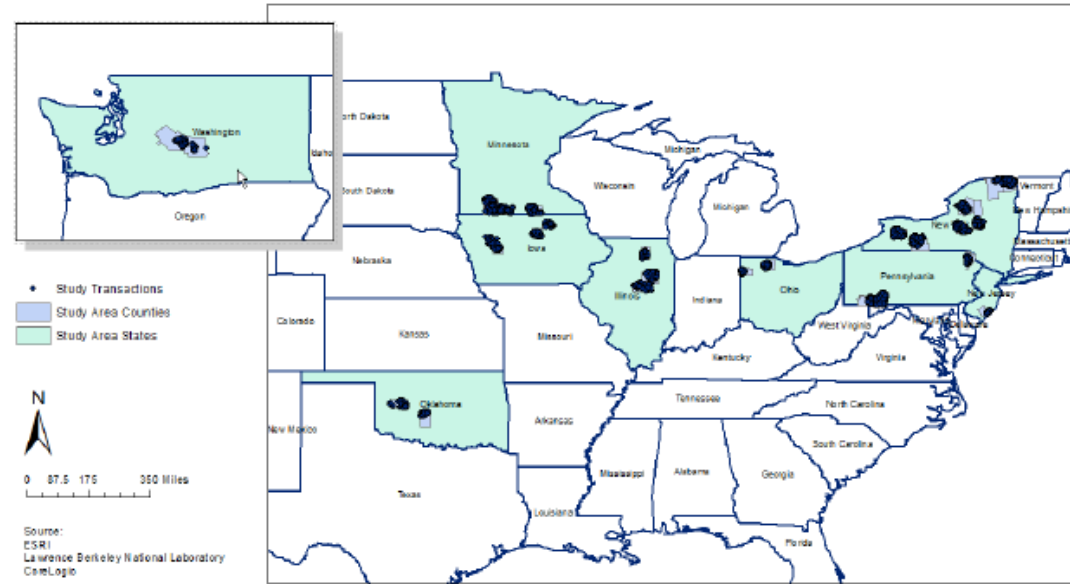 Washington
Idaho
Oregon
North Dakota
Minnesota
South Dakota
Wisconsin
Michigan
Michigan
Vermont
New Hampshire
New
Massachusetts
Connecticut
Iowa
Nebraska
Pennsylvania
Illinois
Indiana
Ohio
New Jersey
Maryland
Delaware
West Virginia
Colorado
Kansas
Missouri
Kentucky
Virginia
Tennessee
North Carolina
Oklahoma
Arkansas
New Mexico
South Carolina
Mississippi
Alabama
Georgia
Texas
Louisiana
Florida
Study Transactions
Study Area Counties
Study Area States
N
0 87.5 175 350 Miles
Source:
ESRI
Lawrence Berkeley National Laboratory
CoreLogic